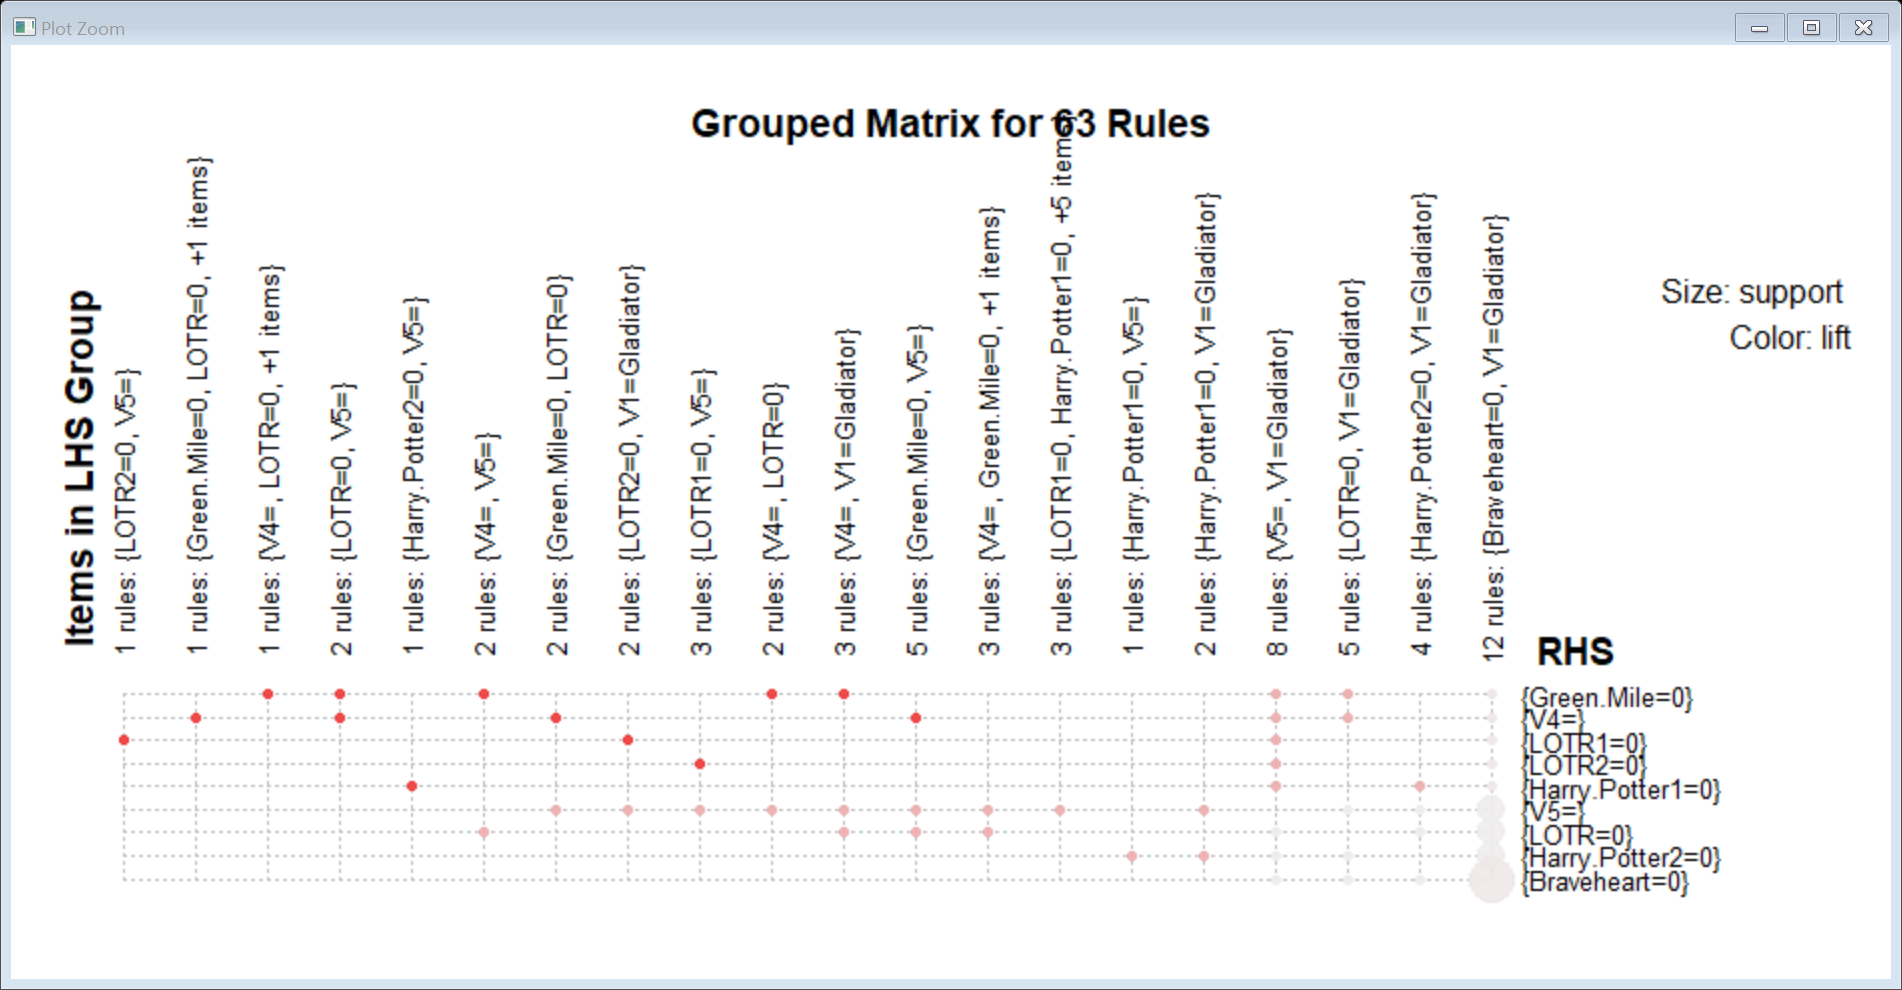 Plot Zoom
Grouped Matrix for 63 Rules
Items in LHS Group
1 rules: {LOTR2=0, V5=}
1 rules: {Green.Mile=0, LOTR=0, +1 items}
1 rules: {V4=, LOTR=0, +1 items}
2 rules: {LOTR=0, V5=}
1 rules: {Harry.Potter2=0, V5=}
2 rules: {V4=, V5=}
2 rules: {Green.Mile=0, LOTR=0}
2 rules: {LOTR2=0, V1=Gladiator}
3 rules: {LOTR1=0, V5=}
2 rules: {V4=, LOTR=0}
3 rules: {V4=, V1=Gladiator}
5 rules: {Green.Mile=0, V5=}
3 rules: {V4=, Green.Mile=0, +1 items}
3 rules: {LOTR1=0, Harry.Potter1=0, +5 items}
1 rules: {Harry.Potter1=0, V5=}
2 rules: {Harry.Potter1=0, V1=Gladiator}
8 rules: {V5=, V1=Gladiator}
5 rules: {LOTR=0, V1=Gladiator}
4 rules: {Harry.Potter2=0, V1=Gladiator}
12 rules: {Braveheart=0, V1=Gladiator}
Size: support
Color: lift
RHS
{Green.Mile=0}
{V4=}
{LOTR1=0}
{LOTR2=0}
{Harry.Potter1=0}
{V5=}
{LOTR=0}
{Harry.Potter2=0}
{Braveheart=0}